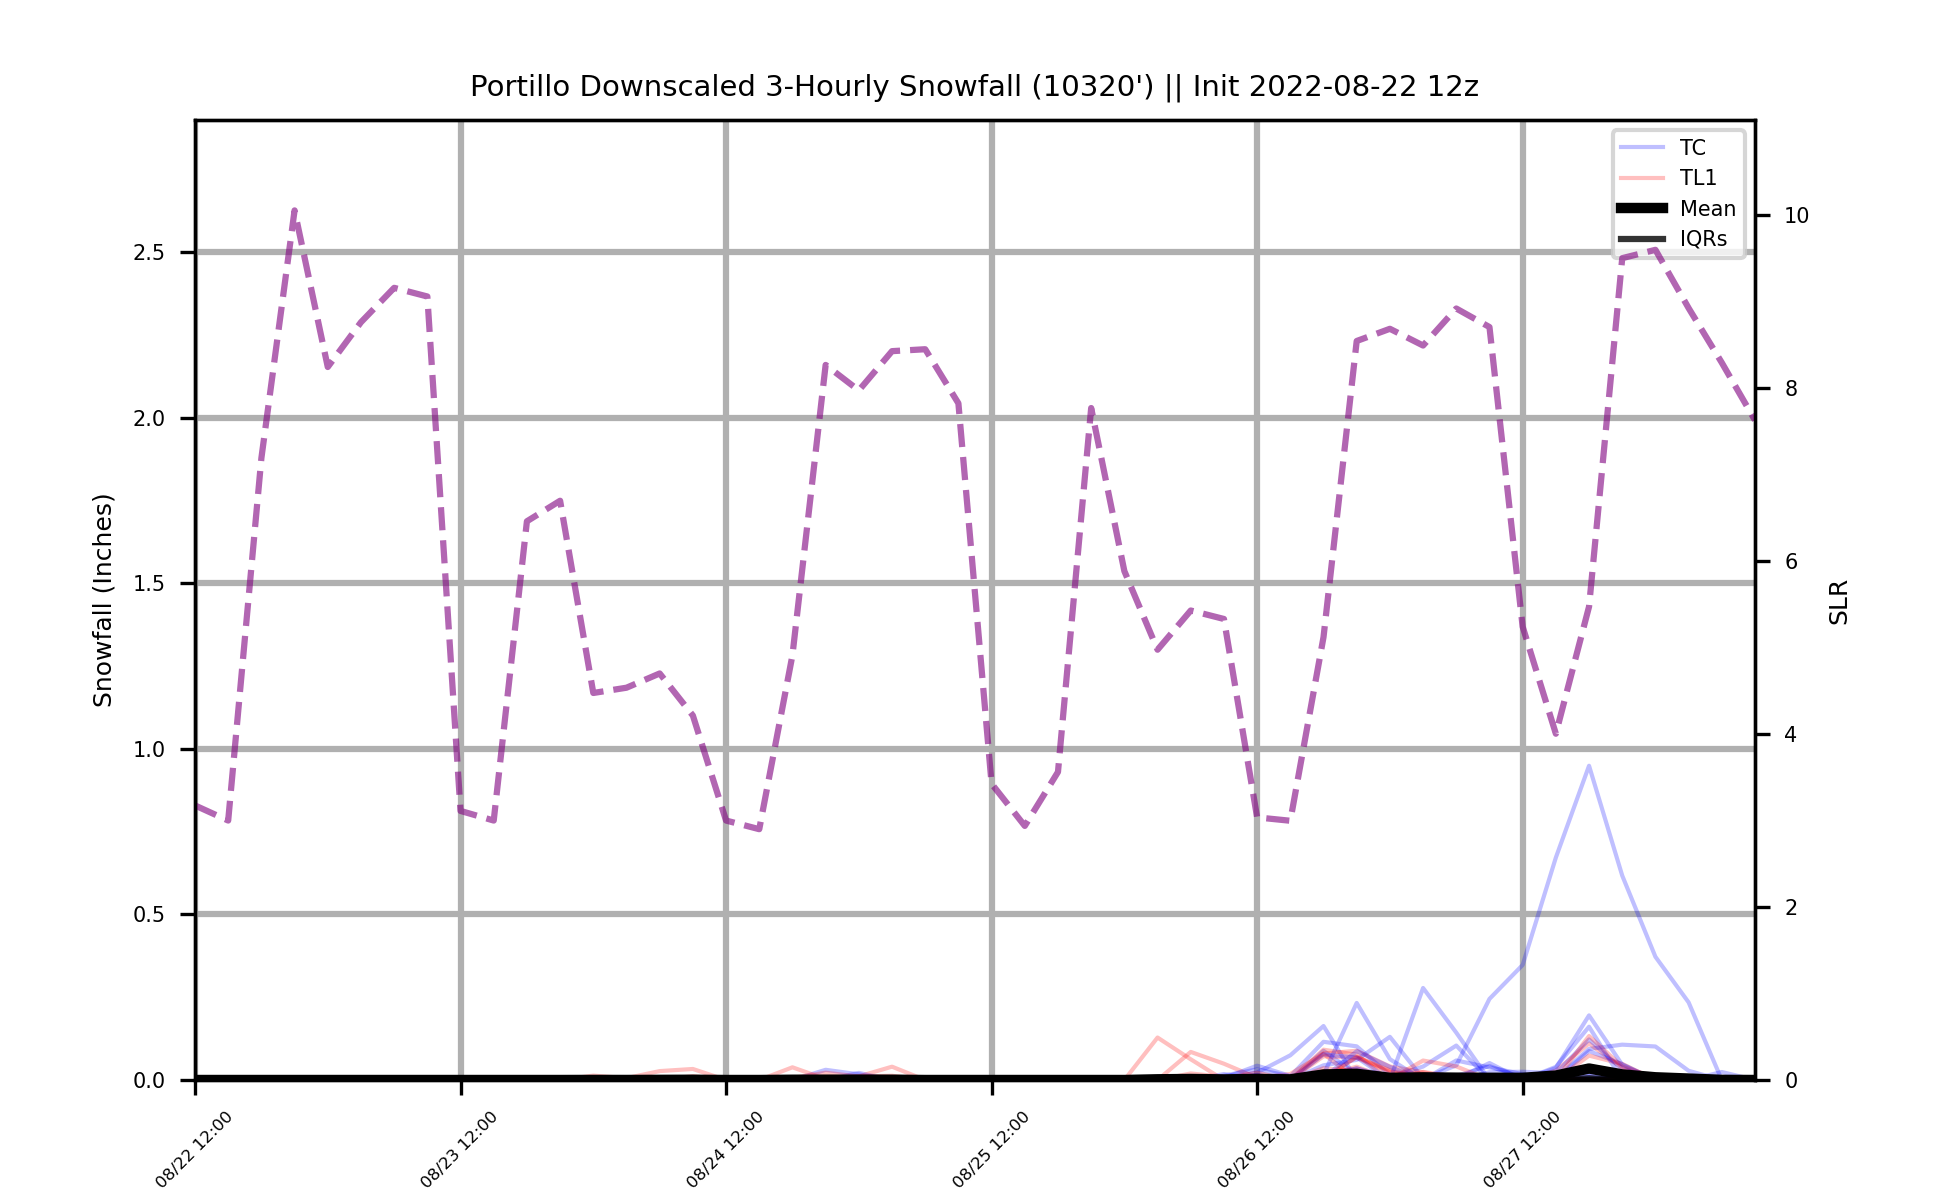 Portillo Downscaled 3-Hourly Snowfall (10320') || Init 2022-08-22 12z
TC
TL1
Mean
IQRs
Snowfall (Inches)
2.5
2.0
1.5
1.0
0.5
0.0
SLR
10
8
6
4
2
0
08/22 12:00
08/23 12:00
08/24 12:00
08/25 12:00
08/26 12:00
08/27 12:00